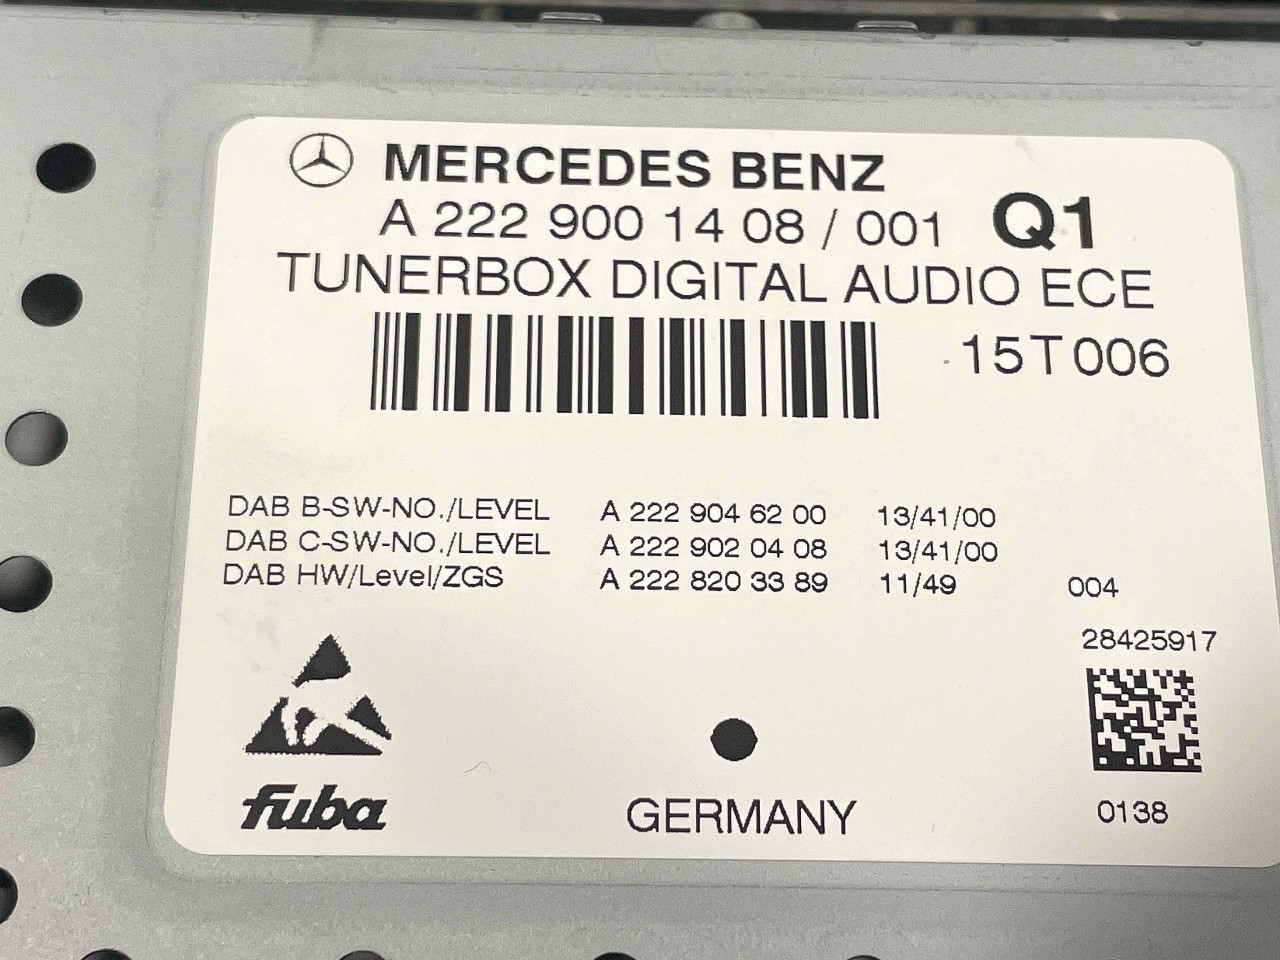 MERCEDES BENZ
A 222 900 14 08 / 001 Q1
TUNERBOX DIGITAL AUDIO ECE
15T006
DAB B-SW-NO./LEVEL A 222 904 62 00 13/41/00
DAB C-SW-NO./LEVEL A 222 902 04 08 13/41/00
DAB HW/Level/ZGS A 222 820 33 89 11/49 004
28425917
fuba
GERMANY
0138